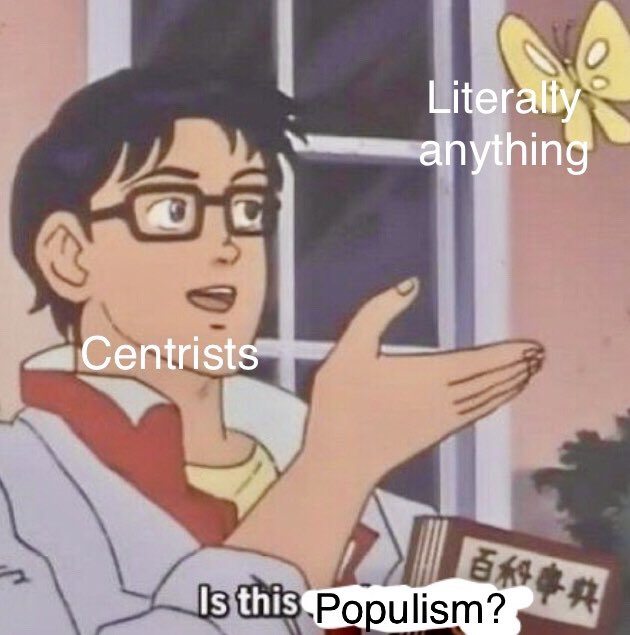 Literally
anything
Centrists
Is this Populism?
百科事典